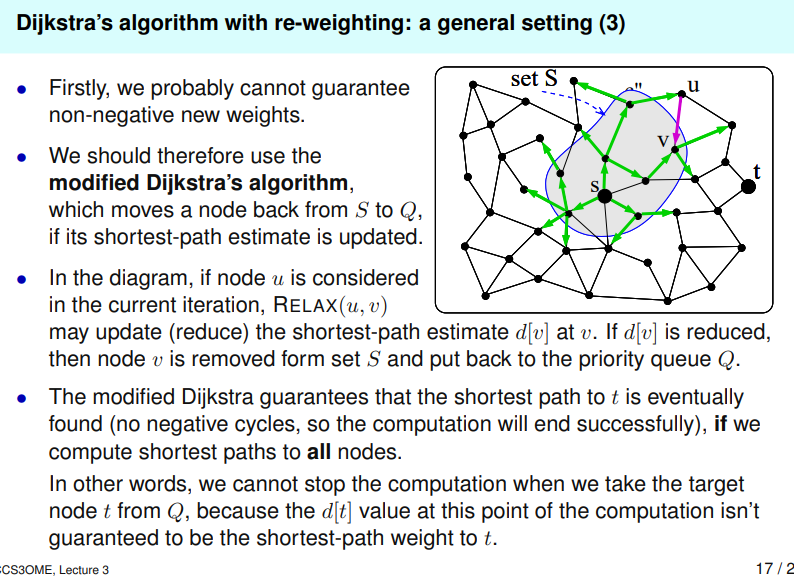 Dijkstra's algorithm with re-weighting: a general setting (3)
• Firstly, we probably cannot guarantee
non-negative new weights.
• We should therefore use the
modified Dijkstra's algorithm,
which moves a node back from S to Q,
if its shortest-path estimate is updated.
• In the diagram, if node u is considered
in the current iteration, RELAX(u, v)
may update (reduce) the shortest-path estimate d[v] at v. If d[v] is reduced,
then node v is removed form set S and put back to the priority queue Q.
set S
u
v
t
s
• The modified Dijkstra guarantees that the shortest path to t is eventually
found (no negative cycles, so the computation will end successfully), if we
compute shortest paths to all nodes.
In other words, we cannot stop the computation when we take the target
node t from Q, because the d[t] value at this point of the computation isn't
guaranteed to be the shortest-path weight to t.
CS3OME, Lecture 3
17 / 2